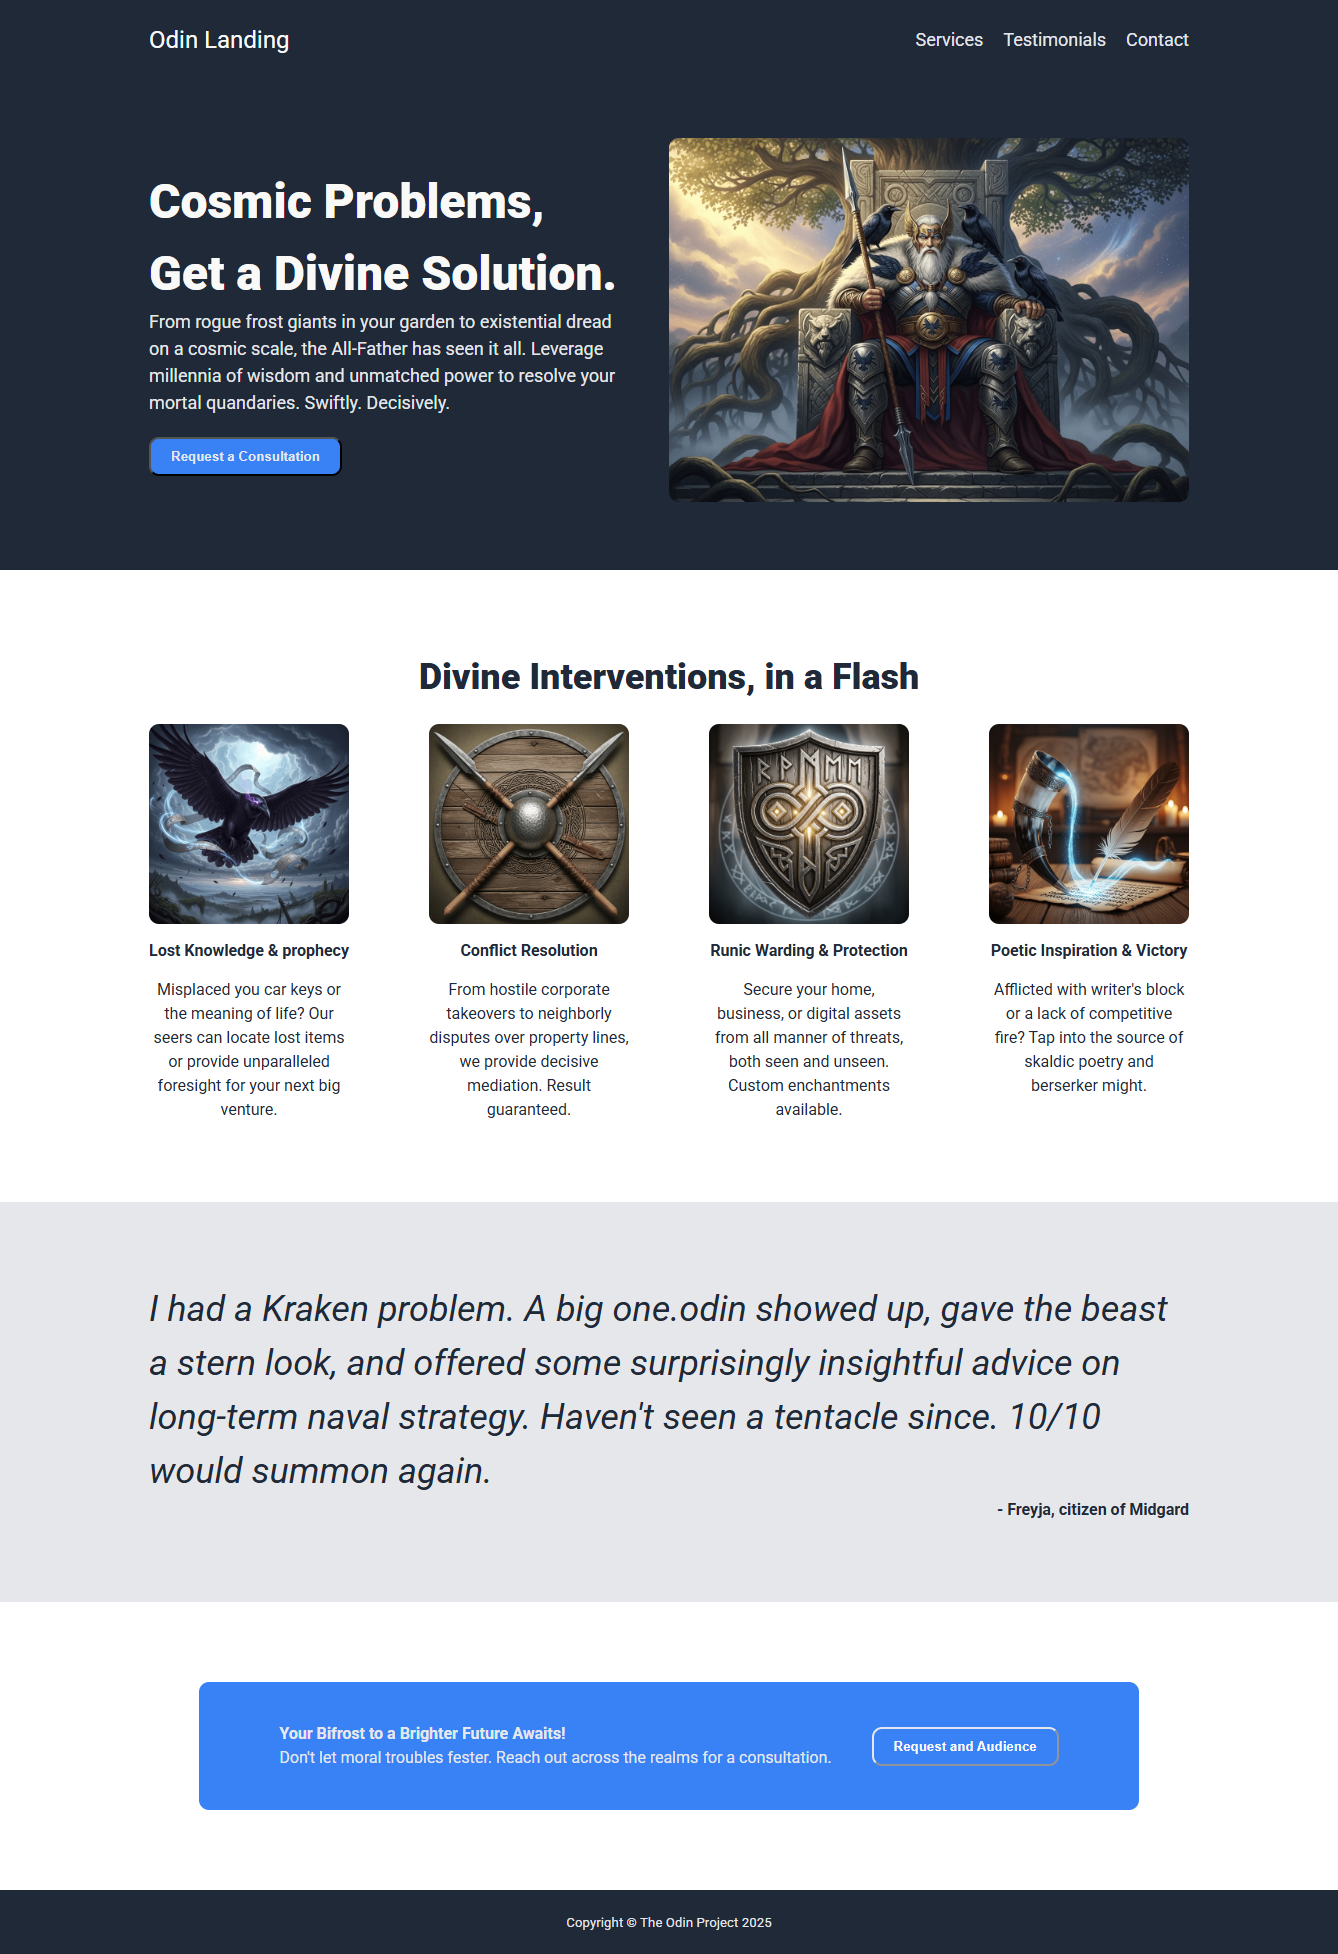 Odin Landing
Services Testimonials Contact
Cosmic Problems,
Get a Divine Solution.
From rogue frost giants in your garden to existential dread
on a cosmic scale, the All-Father has seen it all. Leverage
millennia of wisdom and unmatched power to resolve your
mortal quandaries. Swiftly. Decisively.
Request a Consultation
Divine Interventions, in a Flash
Lost Knowledge & prophecy
Misplaced you car keys or
the meaning of life? Our
seers can locate lost items
or provide unparalleled
foresight for your next big
venture.
Conflict Resolution
From hostile corporate
takeovers to neighborly
disputes over property lines,
we provide decisive
mediation. Result
guaranteed.
Runic Warding & Protection
Secure your home,
business, or digital assets
from all manner of threats,
both seen and unseen.
Custom enchantments
available.
Poetic Inspiration & Victory
Afflicted with writer's block
or a lack of competitive
fire? Tap into the source of
skaldic poetry and
berserker might.
I had a Kraken problem. A big one.odin showed up, gave the beast
a stern look, and offered some surprisingly insightful advice on
long-term naval strategy. Haven't seen a tentacle since. 10/10
would summon again.
- Freyja, citizen of Midgard
Your Bifrost to a Brighter Future Awaits!
Don't let moral troubles fester. Reach out across the realms for a consultation.
Request and Audience
Copyright © The Odin Project 2025